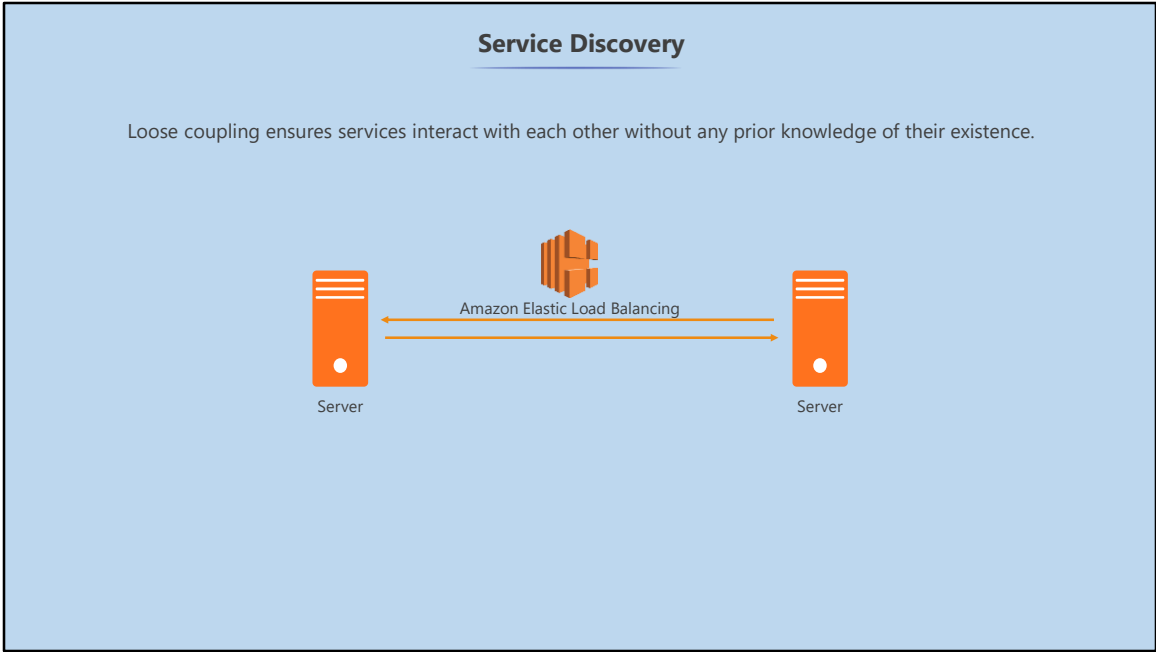 Service Discovery
Loose coupling ensures services interact with each other without any prior knowledge of their existence.
Amazon Elastic Load Balancing
Server
Server